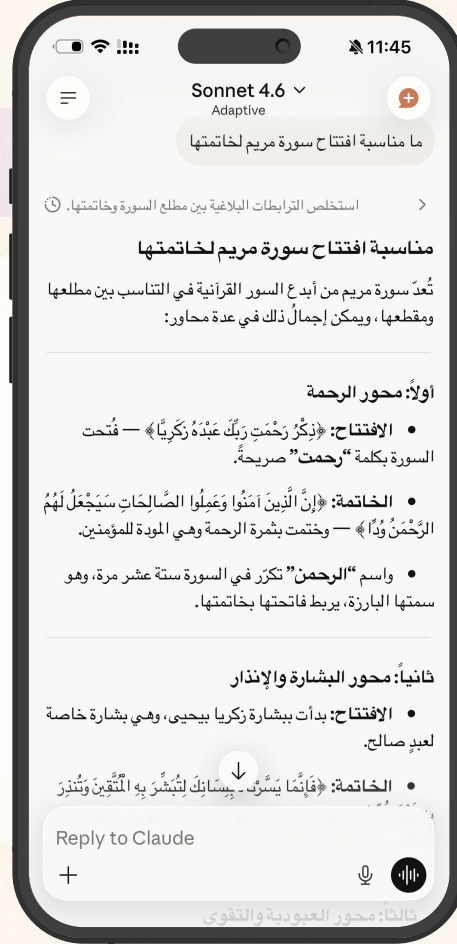 11:45
Sonnet 4.6
Adaptive
ما مناسبة افتتاح سورة مريم لخاتمتها
استخلص الترابطات البلاغية بين مطلع السورة وخاتمتها.
مناسبة افتتاح سورة مريم لخاتمتها
تُعدّ سورة مريم من أبدع السور القرآنية في التناسب بين مطلعها
ومقطعها، ويمكن إجمالُ ذلك في عدة محاور:
أولاً: محور الرحمة
• الافتتاح: ﴿ذِكْرُ رَحْمَتِ رَبِّكَ عَبْدَهُ زَكَرِيَّا﴾ — فُتحت
السورة بكلمة “رحمت” صريحةً.
• الخاتمة: ﴿إِنَّ الَّذِينَ آمَنُوا وَعَمِلُوا الصَّالِحَاتِ سَيَجْعَلُ لَهُمُ
الرَّحْمَنُ وُدًّا﴾ — وختمت بثمرة الرحمة وهي المودة للمؤمنين.
• واسم “الرحمن” تكرّر في السورة ستة عشر مرة، وهو
سمتها البارزة، يربط فاتحتها بخاتمتها.
ثانياً: محور البشارة والإنذار
• الافتتاح: بدأت ببشارة زكريا بيحيى، وهي بشارة خاصة
لعبدٍ صالح.
• الخاتمة: ﴿فَإِنَّمَا بِلِسَانِكَ لِتُبَشِّرَ بِهِ الْمُتَّقِينَ وَتُنذِرَ
Reply to Claude
ثالثاً: محور العبودية والتقوى